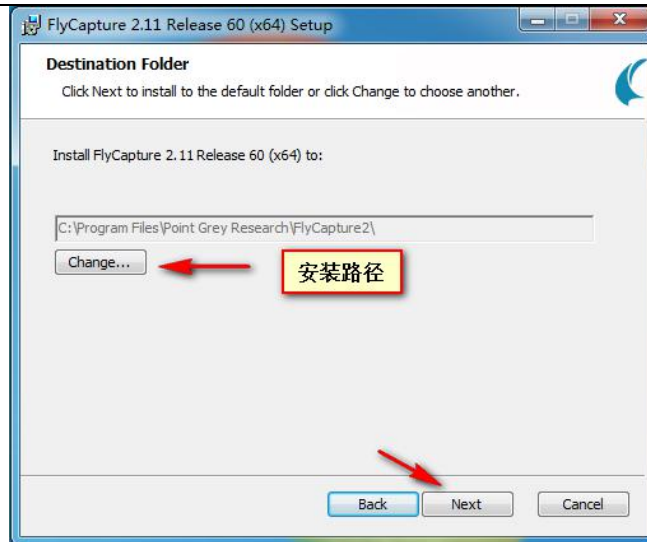 FlyCapture 2.11 Release 60 (x64) Setup
Destination Folder
Click Next to install to the default folder or click Change to choose another.
Install FlyCapture 2.11 Release 60 (x64) to:
C:\Program Files\Point Grey Research\FlyCapture2\
Change...
安装路径
Back Next Cancel